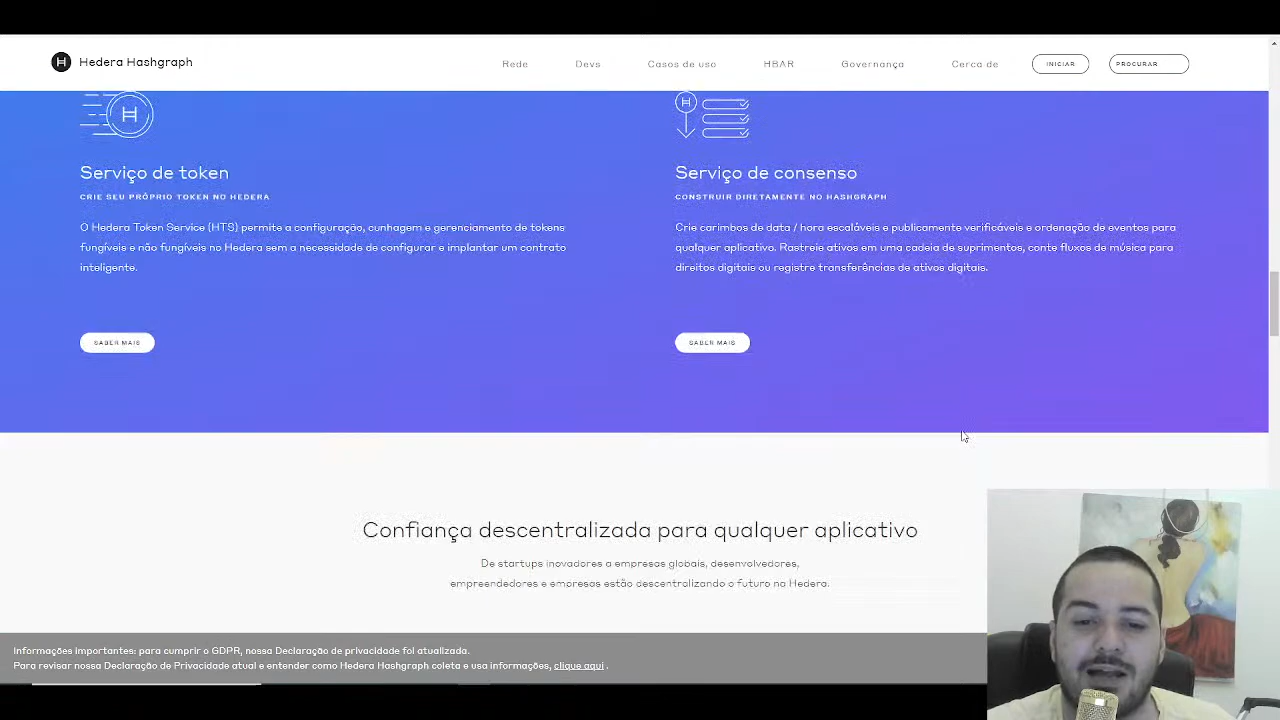 Hedera Hashgraph
Rede
Devs
Casos de uso
HBAR
Governança
Cerca de
INICIAR
PROCURAR
Serviço de token
CRIE SEU PRÓPRIO TOKEN NO HEDERA
O Hedera Token Service (HTS) permite a configuração, cunhagem e gerenciamento de tokens
fungíveis e não fungíveis no Hedera sem a necessidade de configurar e implantar um contrato
inteligente.
SABER MAIS
Serviço de consenso
CONSTRUIR DIRETAMENTE NO HASHGRAPH
Crie carimbos de data / hora escaláveis e publicamente verificáveis e ordenação de eventos para
qualquer aplicativo. Rastreie ativos em uma cadeia de suprimentos, conte fluxos de música para
direitos digitais ou registre transferências de ativos digitais.
SABER MAIS
Confiança descentralizada para qualquer aplicativo
De startups inovadores a empresas globais, desenvolvedores,
empreendedores e empresas estão descentralizando o futuro na Hedera.
Informações importantes: para cumprir o GDPR, nossa Declaração de privacidade foi atualizada.
Para revisar nossa Declaração de Privacidade atual e entender como Hedera Hashgraph coleta e usa informações, clique aqui .